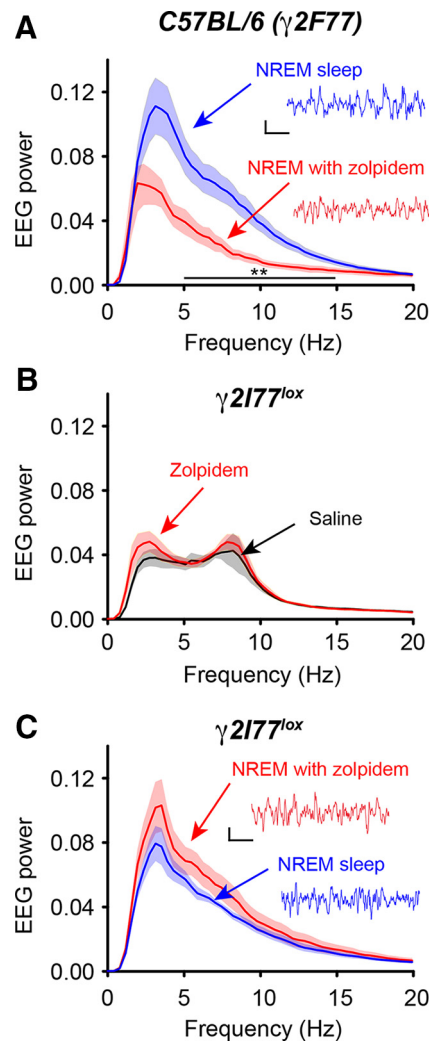 C57BL/6 (γ2F77)
A
NREM sleep
NREM with zolpidem
**
EEG power
0.12
0.08
0.04
0.00
0 5 10 15 20
Frequency (Hz)
B
γ2I77lox
Zolpidem
Saline
EEG power
0.12
0.08
0.04
0.00
0 5 10 15 20
Frequency (Hz)
C
γ2I77lox
NREM with zolpidem
NREM sleep
EEG power
0.12
0.08
0.04
0.00
0 5 10 15 20
Frequency (Hz)